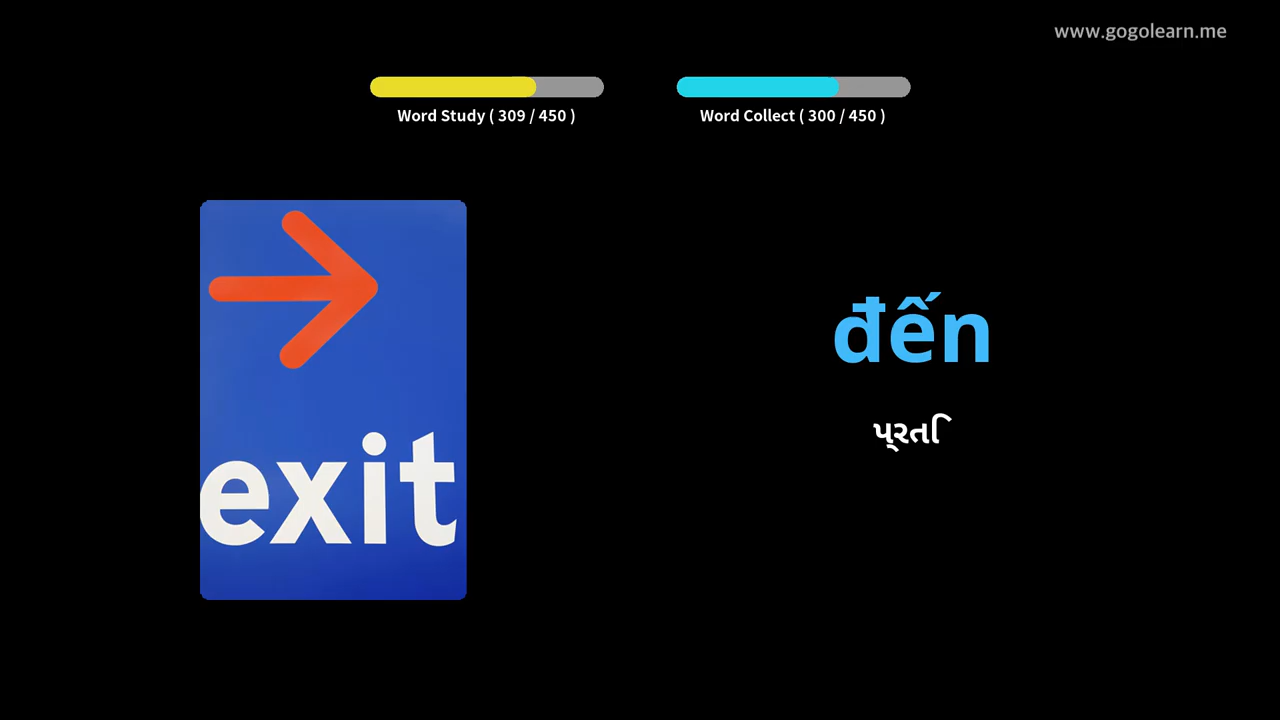 www.gogolearn.me
Word Study ( 309 / 450 )
Word Collect ( 300 / 450 )
exit
đến
પ્રતિ